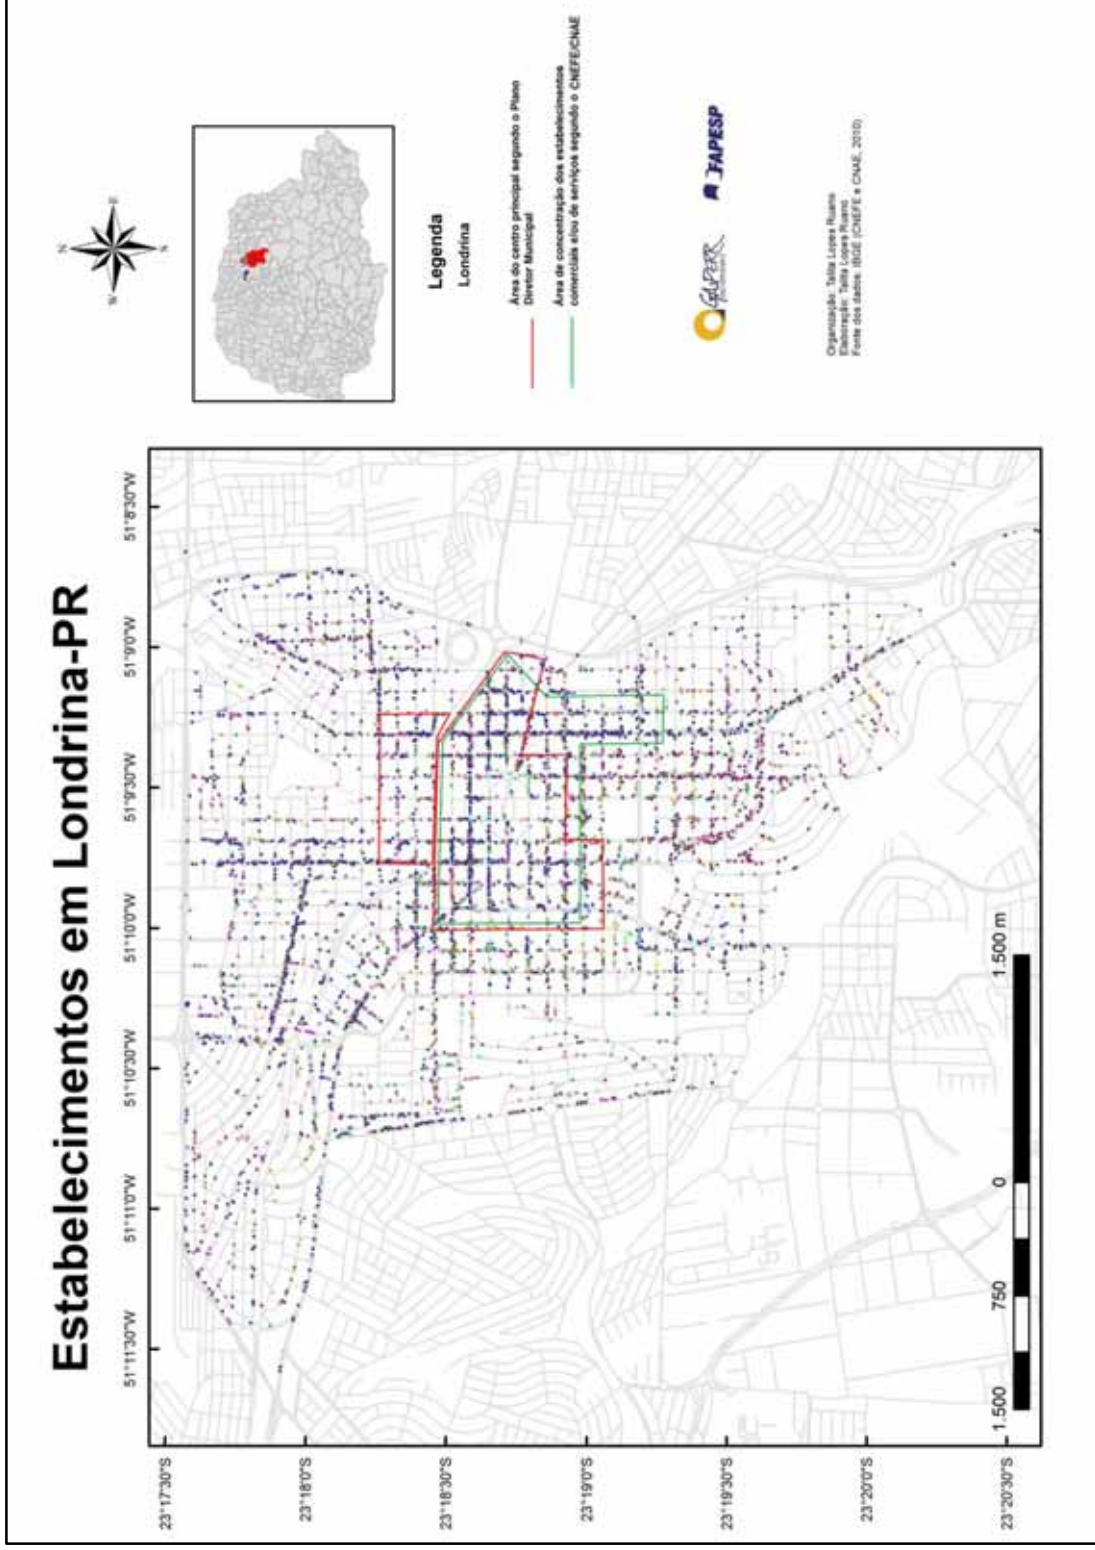 Estabelecimentos em Londrina-PR
51°11'30"W
51°11'0"W
51°10'30"W
51°10'0"W
51°9'30"W
51°9'0"W
51°8'30"W
23°17'30"S
23°18'0"S
23°18'30"S
23°19'0"S
23°19'30"S
23°20'0"S
23°20'30"S
1.500
750
0
1.500 m
N
W
E
S
Legenda
Londrina
Área do centro principal segundo o Plano
Diretor Municipal
Área de concentração dos estabelecimentos
comerciais e/ou de serviços segundo o CNEFE/CNAE
GAsPERR
FAPESP
Organização: Talita Lopes Ruano
Elaboração: Talita Lopes Ruano
Fonte dos dados: IBGE (CNEFE e CNAE, 2010)